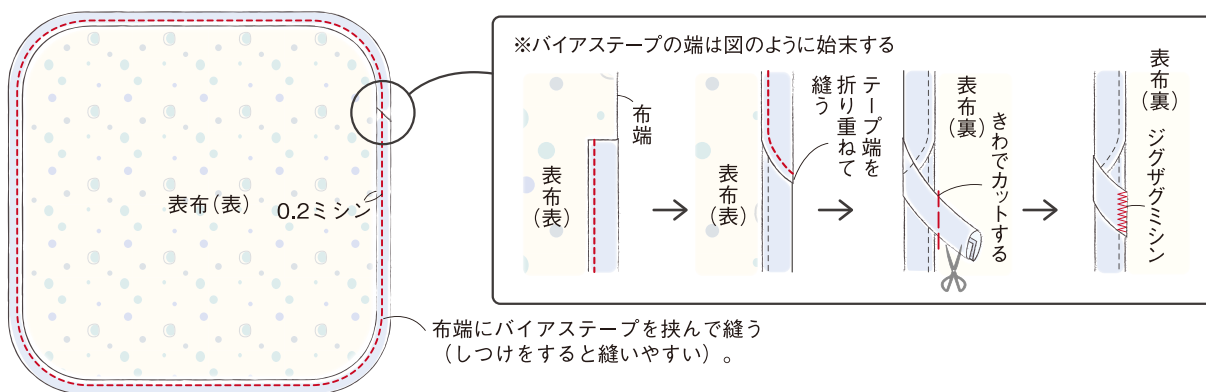 表布(表)
0.2ミシン
布端にバイアステープを挟んで縫う
(しつけをすると縫いやすい)。
※バイアステープの端は図のように始末する
布端
表布(表)
テープ端を
折り重ねて
縫う
表布(表)
表布(裏)
きわでカットする
表布(裏)
ジグザグミシン